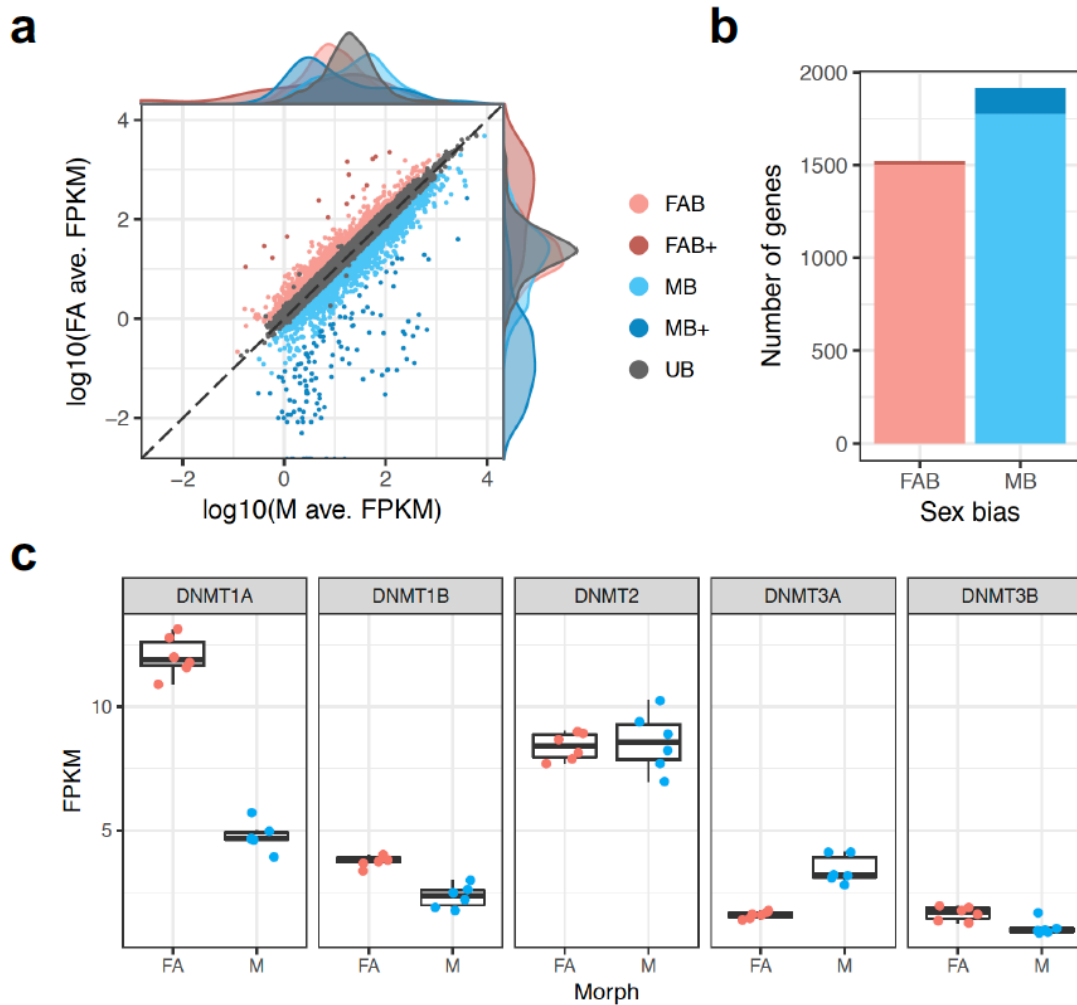 a
log10(FA ave. FPKM)
4
2
0
−2
−2 0 2 4
log10(M ave. FPKM)
FAB
FAB+
MB
MB+
UB
b
Number of genes
2000
1500
1000
500
0
FAB MB
Sex bias
c
DNMT1A DNMT1B DNMT2 DNMT3A DNMT3B
FPKM
10
5
FA M FA M FA M FA M FA M
Morph